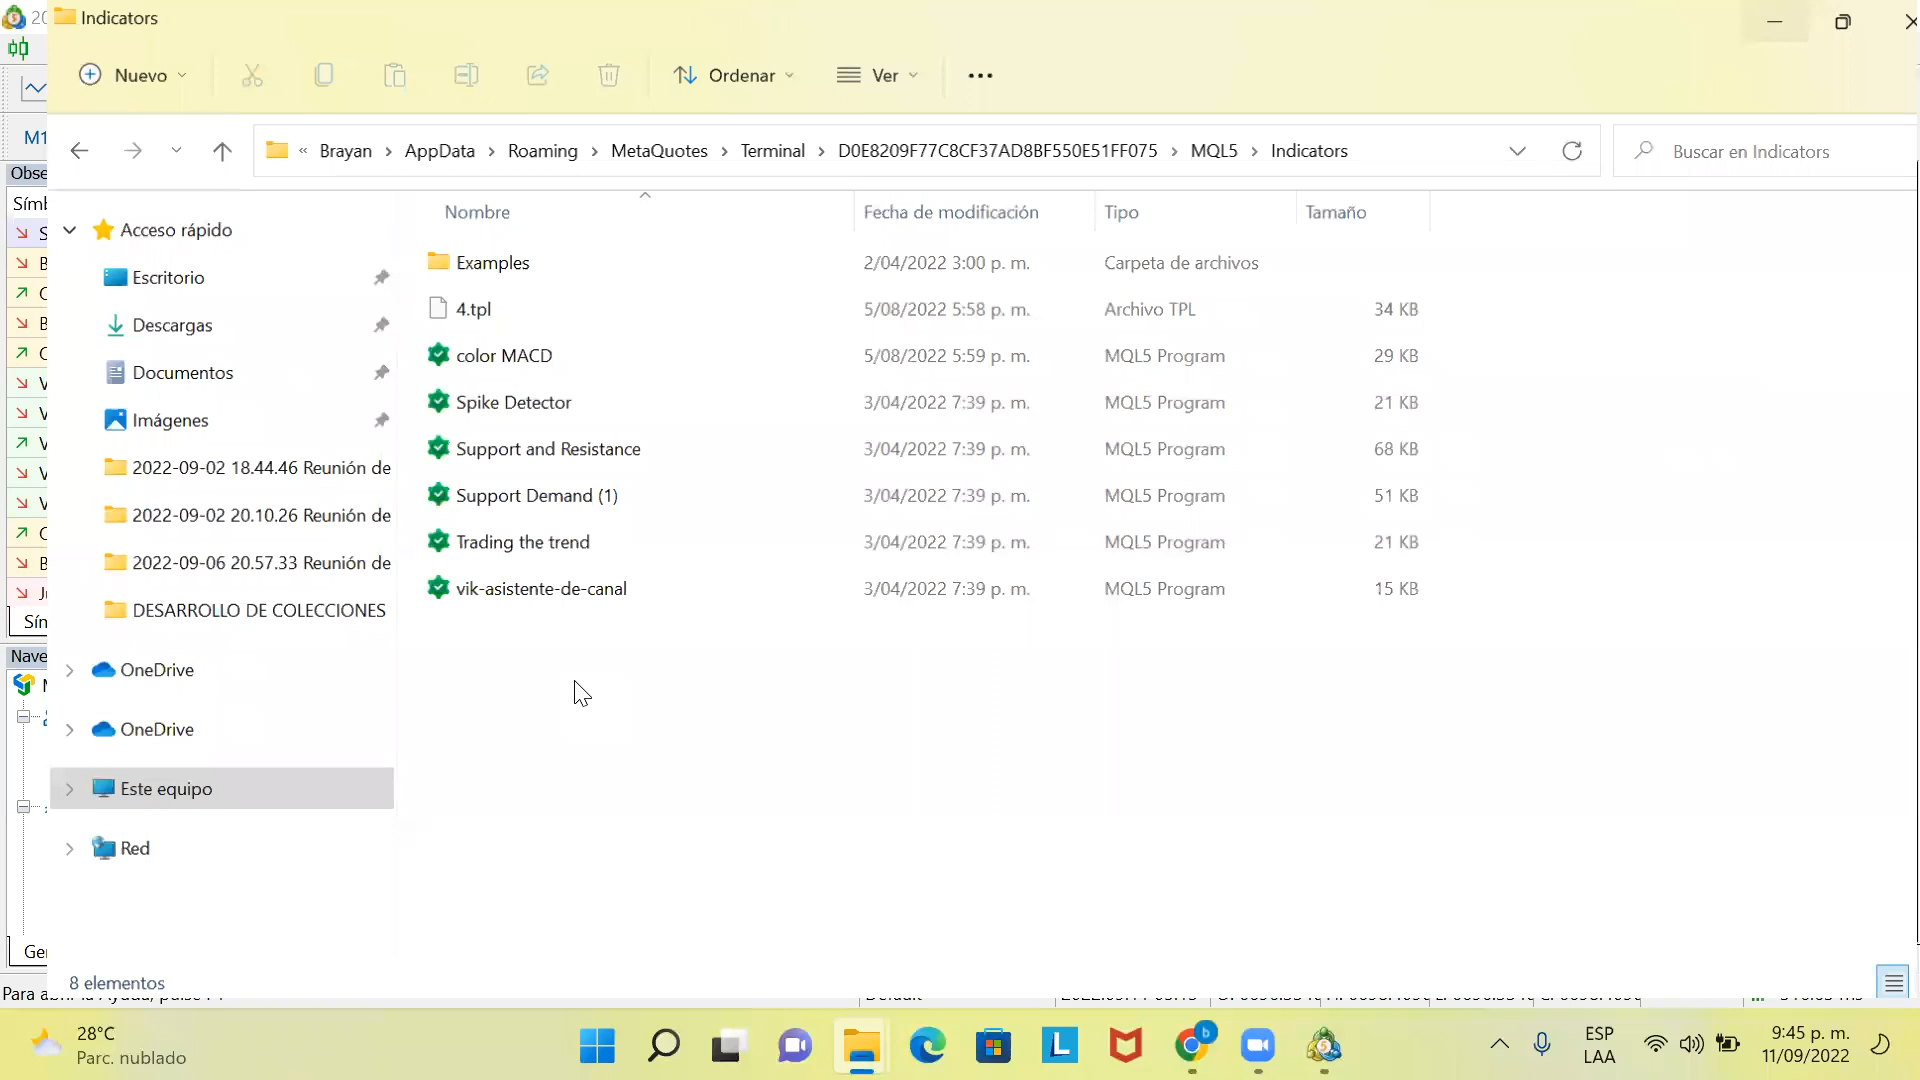 Indicators
Nuevo
Ordenar
Ver
M1
« Brayan > AppData > Roaming > MetaQuotes > Terminal > D0E8209F77C8CF37AD8BF550E51FF075 > MQL5 > Indicators
Buscar en Indicators
Nombre
Fecha de modificación
Tipo
Tamaño
Acceso rápido
Escritorio
Descargas
Documentos
Imágenes
2022-09-02 18.44.46 Reunión de
2022-09-02 20.10.26 Reunión de
2022-09-06 20.57.33 Reunión de
DESARROLLO DE COLECCIONES
OneDrive
OneDrive
Este equipo
Red
Examples 2/04/2022 3:00 p. m. Carpeta de archivos
4.tpl 5/08/2022 5:58 p. m. Archivo TPL 34 KB
color MACD 5/08/2022 5:59 p. m. MQL5 Program 29 KB
Spike Detector 3/04/2022 7:39 p. m. MQL5 Program 21 KB
Support and Resistance 3/04/2022 7:39 p. m. MQL5 Program 68 KB
Support Demand (1) 3/04/2022 7:39 p. m. MQL5 Program 51 KB
Trading the trend 3/04/2022 7:39 p. m. MQL5 Program 21 KB
vik-asistente-de-canal 3/04/2022 7:39 p. m. MQL5 Program 15 KB
8 elementos
28°C
Parc. nublado
ESP
LAA
9:45 p. m.
11/09/2022